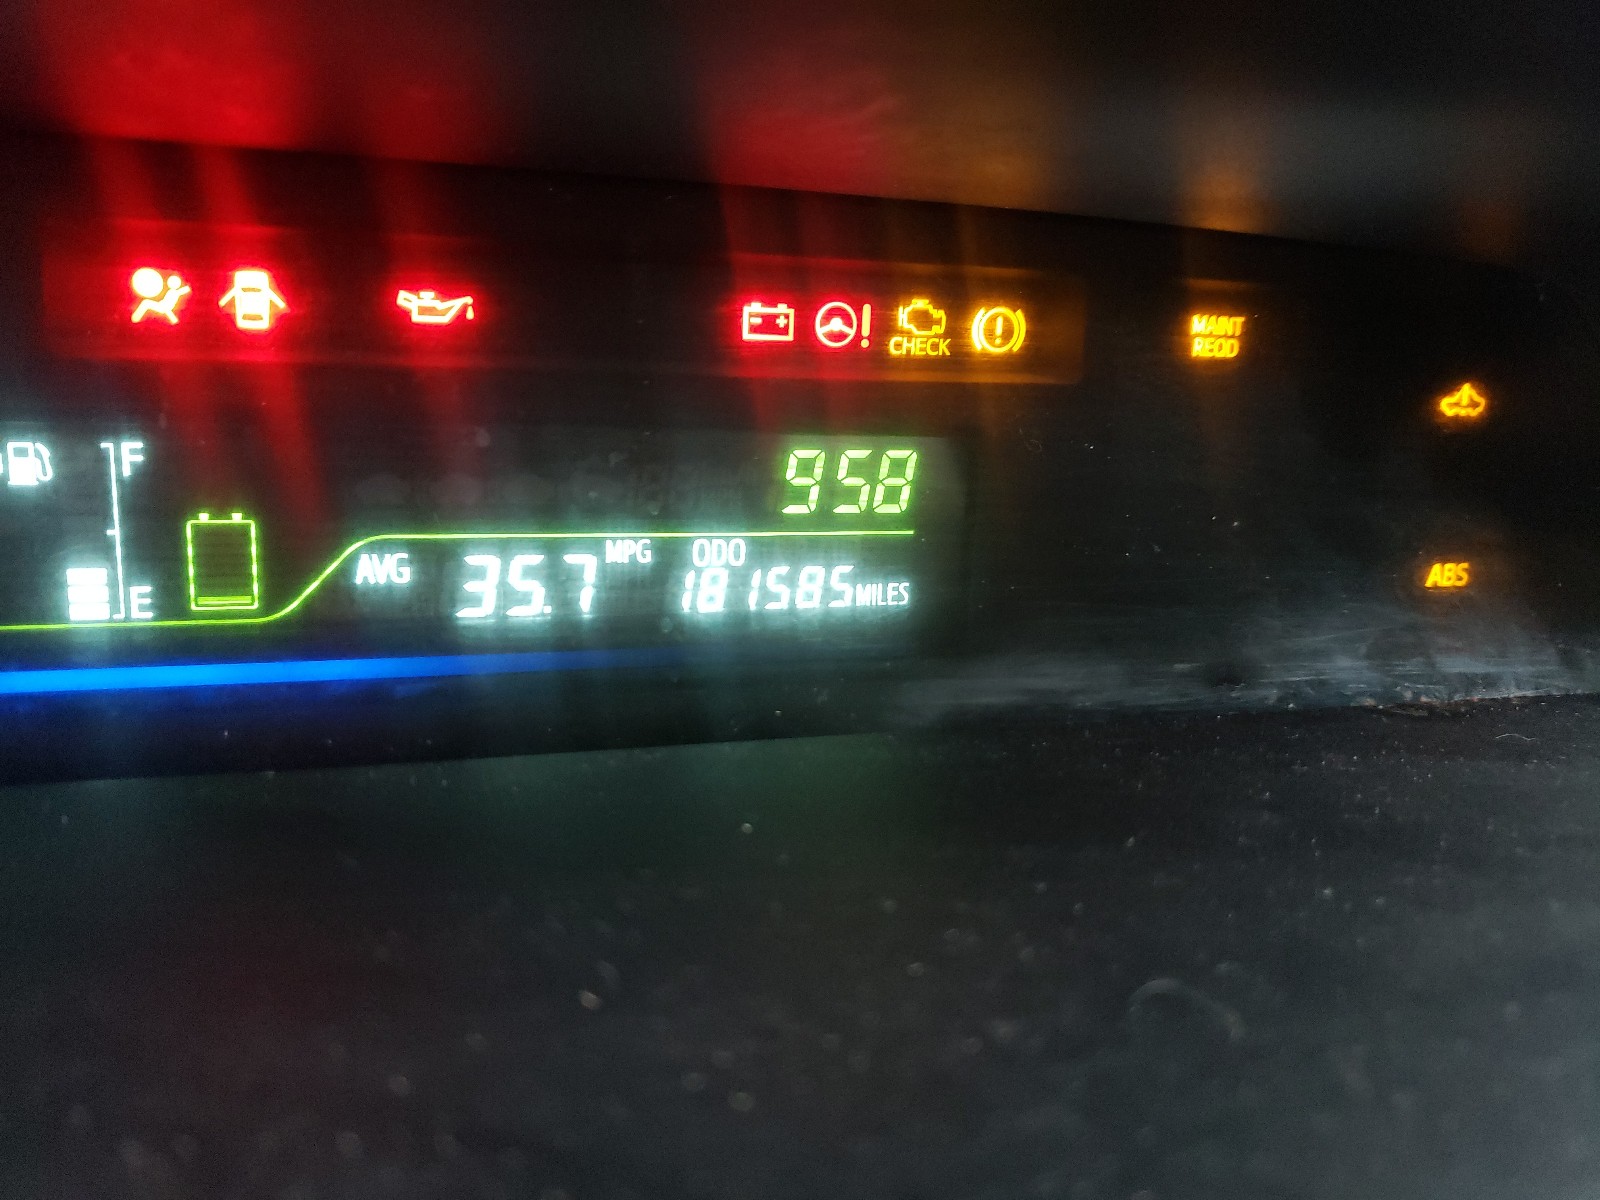 CHECK
MAINT
REQD
F
958
AVG 35.7 MPG
ODO
181585 MILES
E
ABS